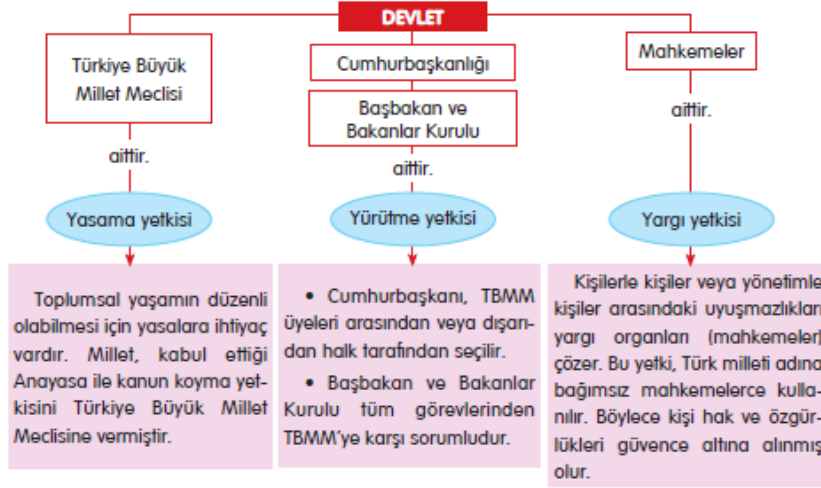 DEVLET
Türkiye Büyük
Millet Meclisi
aittir.
Yasama yetkisi
Toplumsal yaşamın düzenli
olabilmesi için yasalara ihtiyaç
vardır. Millet, kabul ettiği
Anayasa ile kanun koyma yet-
kisini Türkiye Büyük Millet
Meclisine vermiştir.
Cumhurbaşkanlığı
Başbakan ve
Bakanlar Kurulu
aittir.
Yürütme yetkisi
• Cumhurbaşkanı, TBMM
üyeleri arasından veya dışarı-
dan halk tarafından seçilir.
• Başbakan ve Bakanlar
Kurulu tüm görevlerinden
TBMM'ye karşı sorumludur.
Mahkemeler
aittir.
Yargı yetkisi
Kişilerle kişiler veya yönetimle
kişiler arasındaki uyuşmazlıkları
yargı organları (mahkemeler)
çözer. Bu yetki, Türk milleti adına
bağımsız mahkemelerce kulla-
nılır. Böylece kişi hak ve özgür-
lükleri güvence altına alınmış
olur.